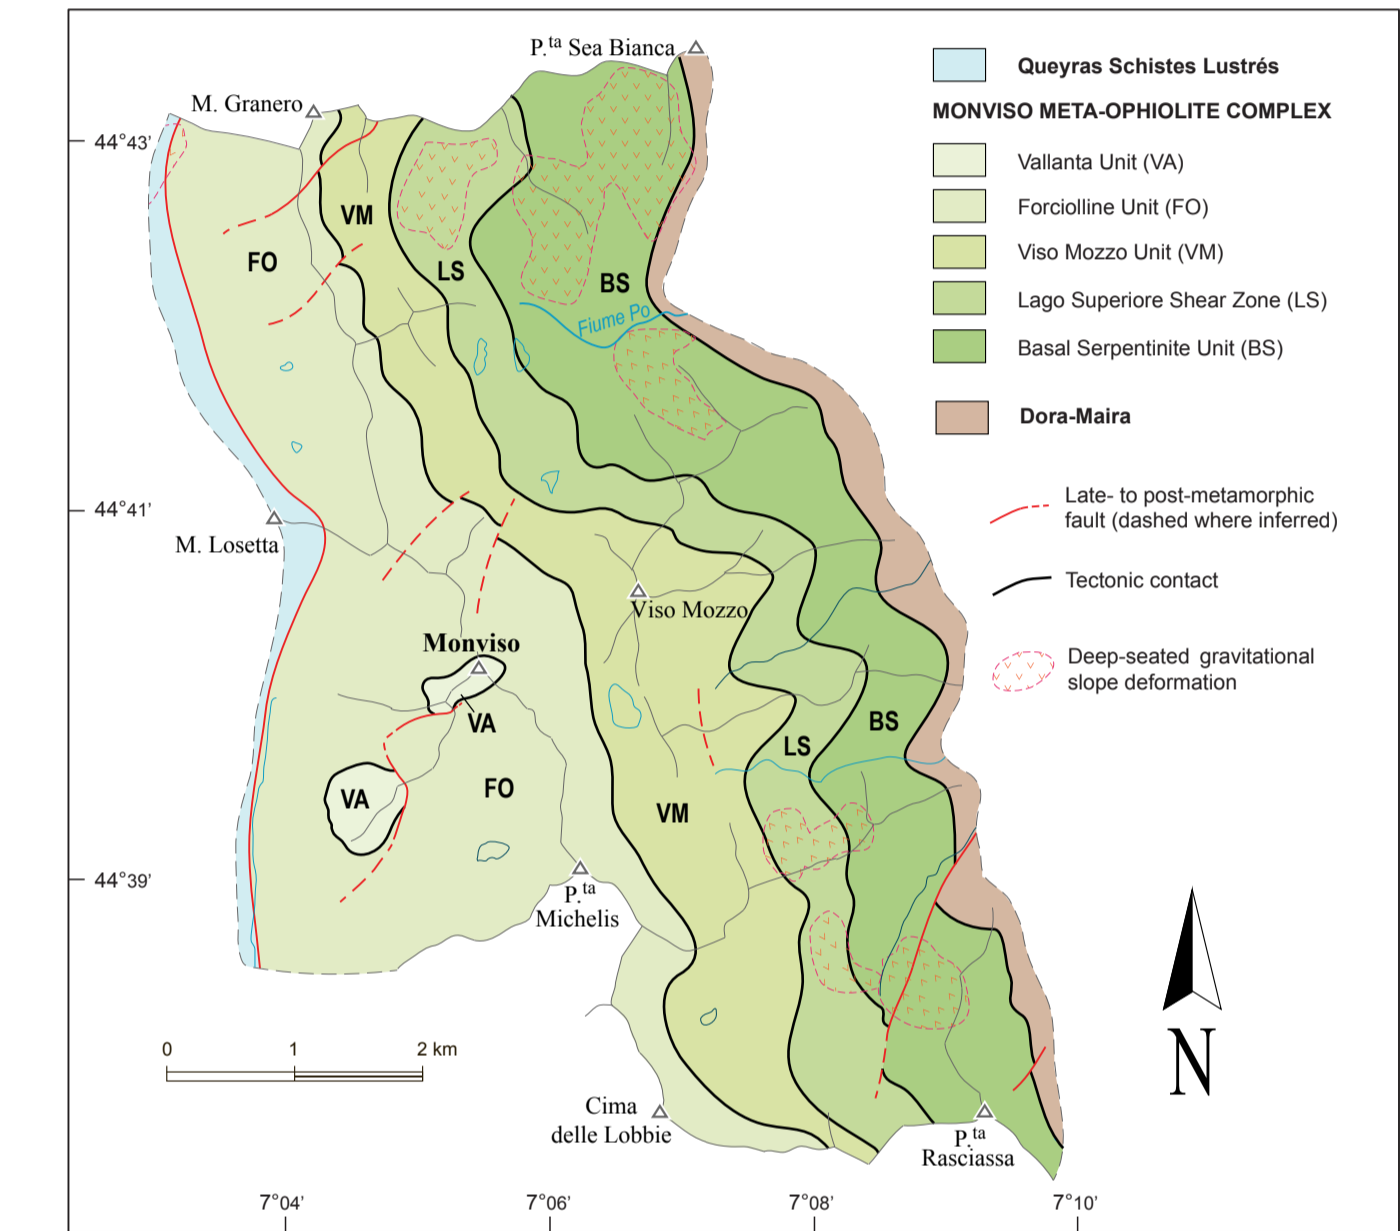 P.ta Sea Bianca
M. Granero
44°43'
VM
FO
LS
BS
Fiume Po
44°41'
M. Losetta
Viso Mozzo
Monviso
VA
BS
LS
VA
FO
VM
44°39'
P.ta
Michelis
0 1 2 km
Cima
delle Lobbie
P.ta
Rasciassa
7°04' 7°06' 7°08' 7°10'
Queyras Schistes Lustrés
MONVISO META-OPHIOLITE COMPLEX
Vallanta Unit (VA)
Forciolline Unit (FO)
Viso Mozzo Unit (VM)
Lago Superiore Shear Zone (LS)
Basal Serpentinite Unit (BS)
Dora-Maira
Late- to post-metamorphic
fault (dashed where inferred)
Tectonic contact
Deep-seated gravitational
slope deformation
N